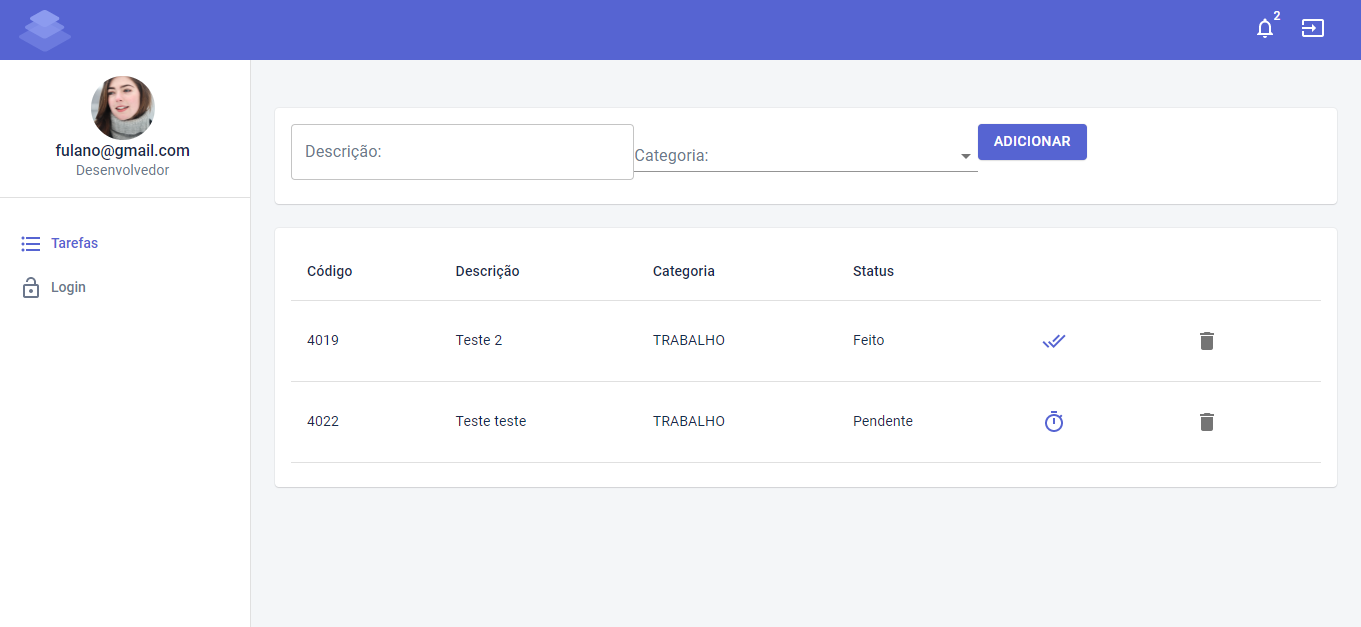 2
fulano@gmail.com
Desenvolvedor
Tarefas
Login
Descrição:
Categoria:
ADICIONAR
Código Descrição Categoria Status
4019 Teste 2 TRABALHO Feito
4022 Teste teste TRABALHO Pendente